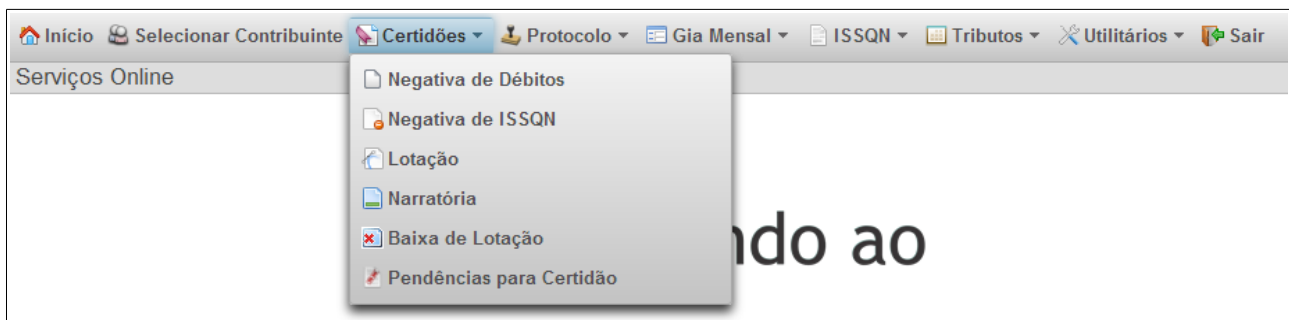 Início Selecionar Contribuinte Certidões Protocolo Gia Mensal ISSQN Tributos Utilitários Sair
Serviços Online
Negativa de Débitos
Negativa de ISSQN
Lotação
Narratória
Baixa de Lotação
Pendências para Certidão
ndo ao